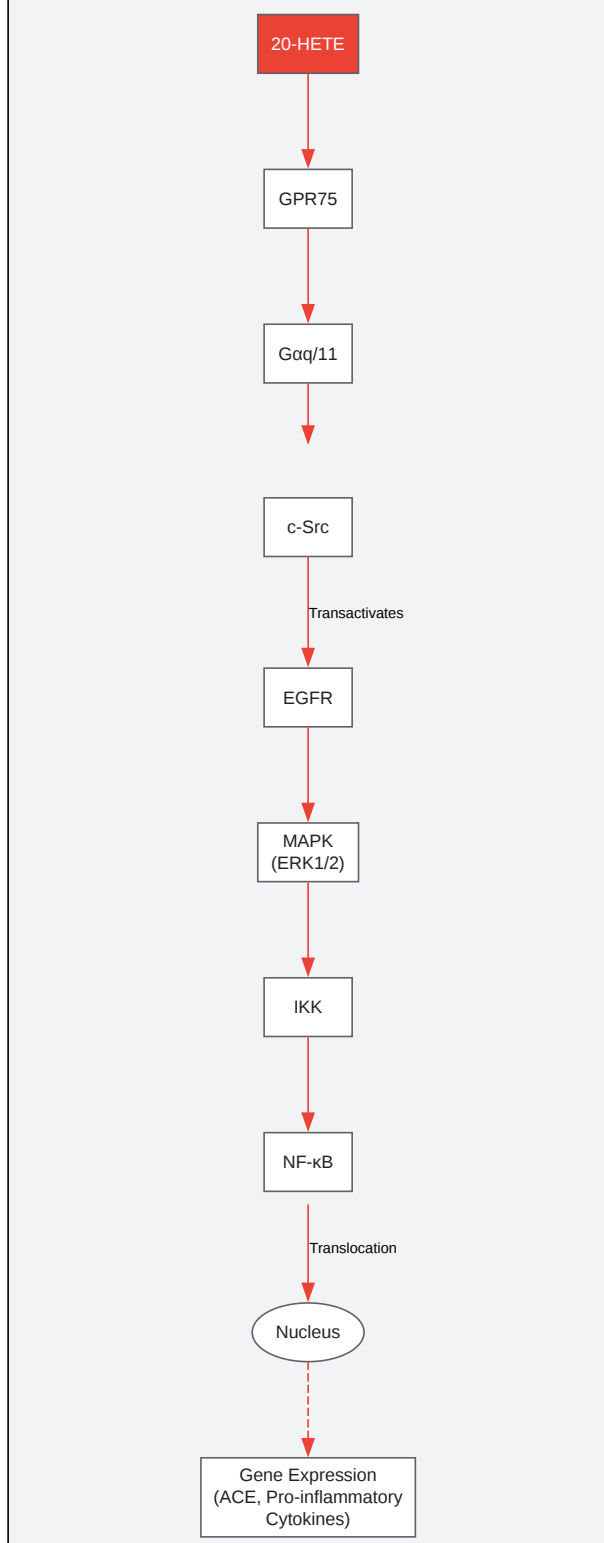 20-HETE
GPR75
Gαq/11
c-Src
Transactivates
EGFR
MAPK
(ERK1/2)
IKK
NF-κB
Translocation
Nucleus
Gene Expression
(ACE, Pro-inflammatory
Cytokines)